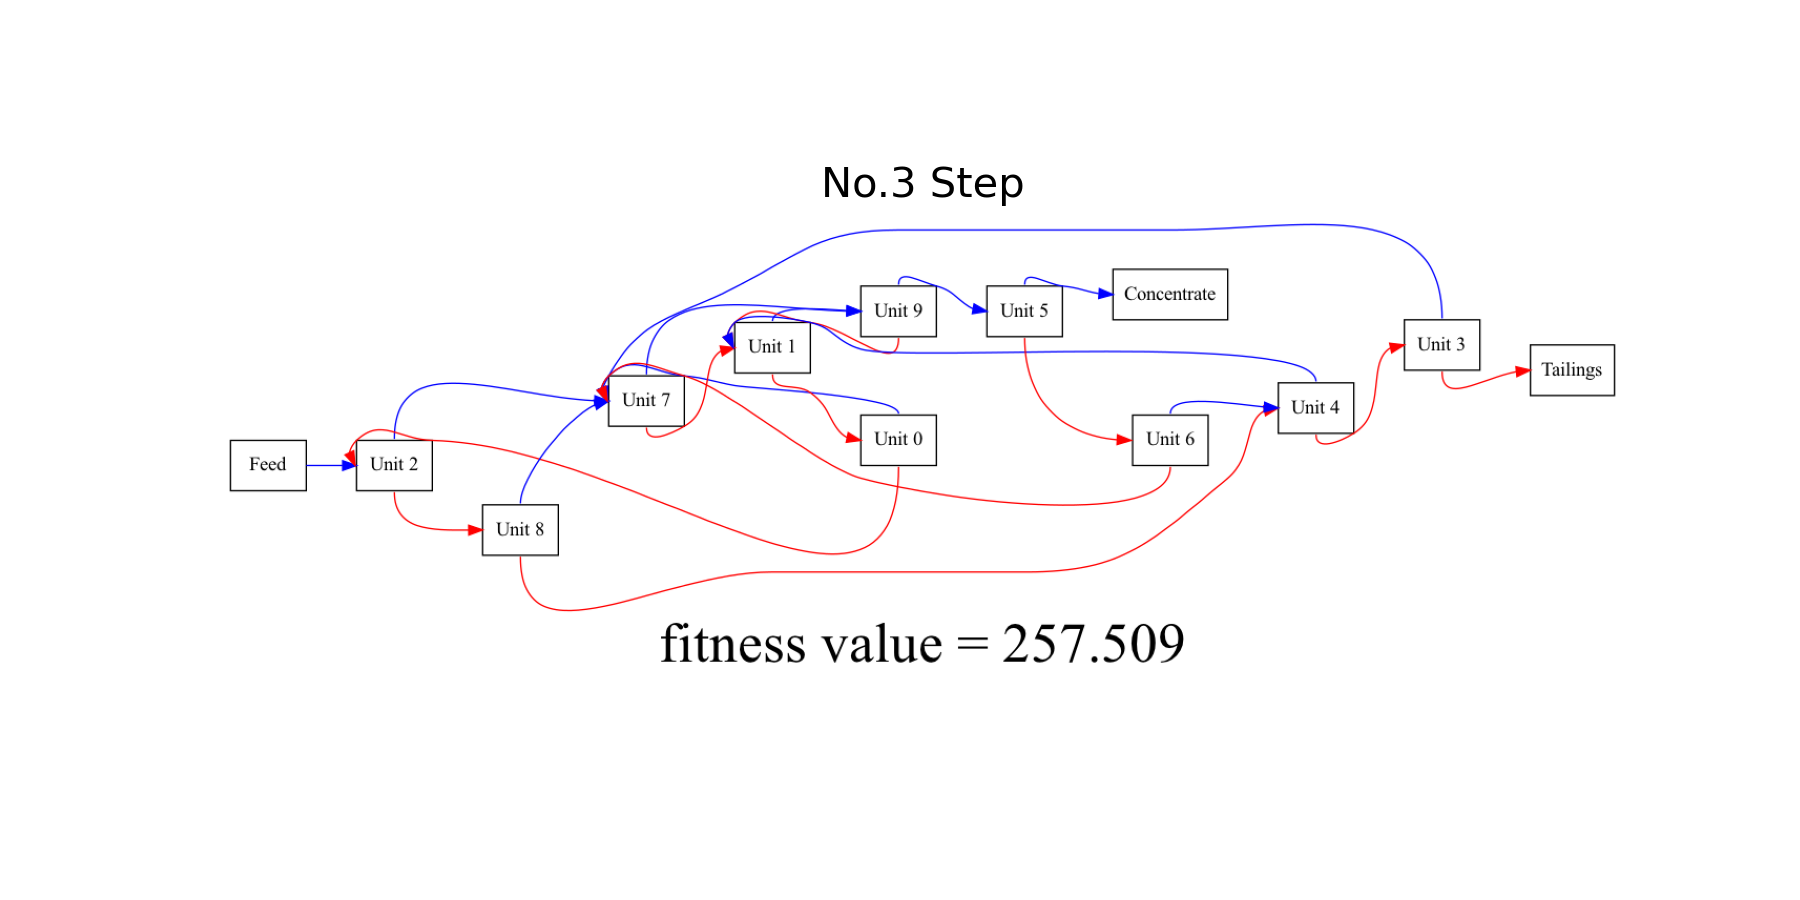 No.3 Step
Concentrate
Unit 9
Unit 5
Unit 1
Unit 3
Tailings
Unit 7
Unit 4
Unit 0
Unit 6
Feed
Unit 2
Unit 8
fitness value = 257.509